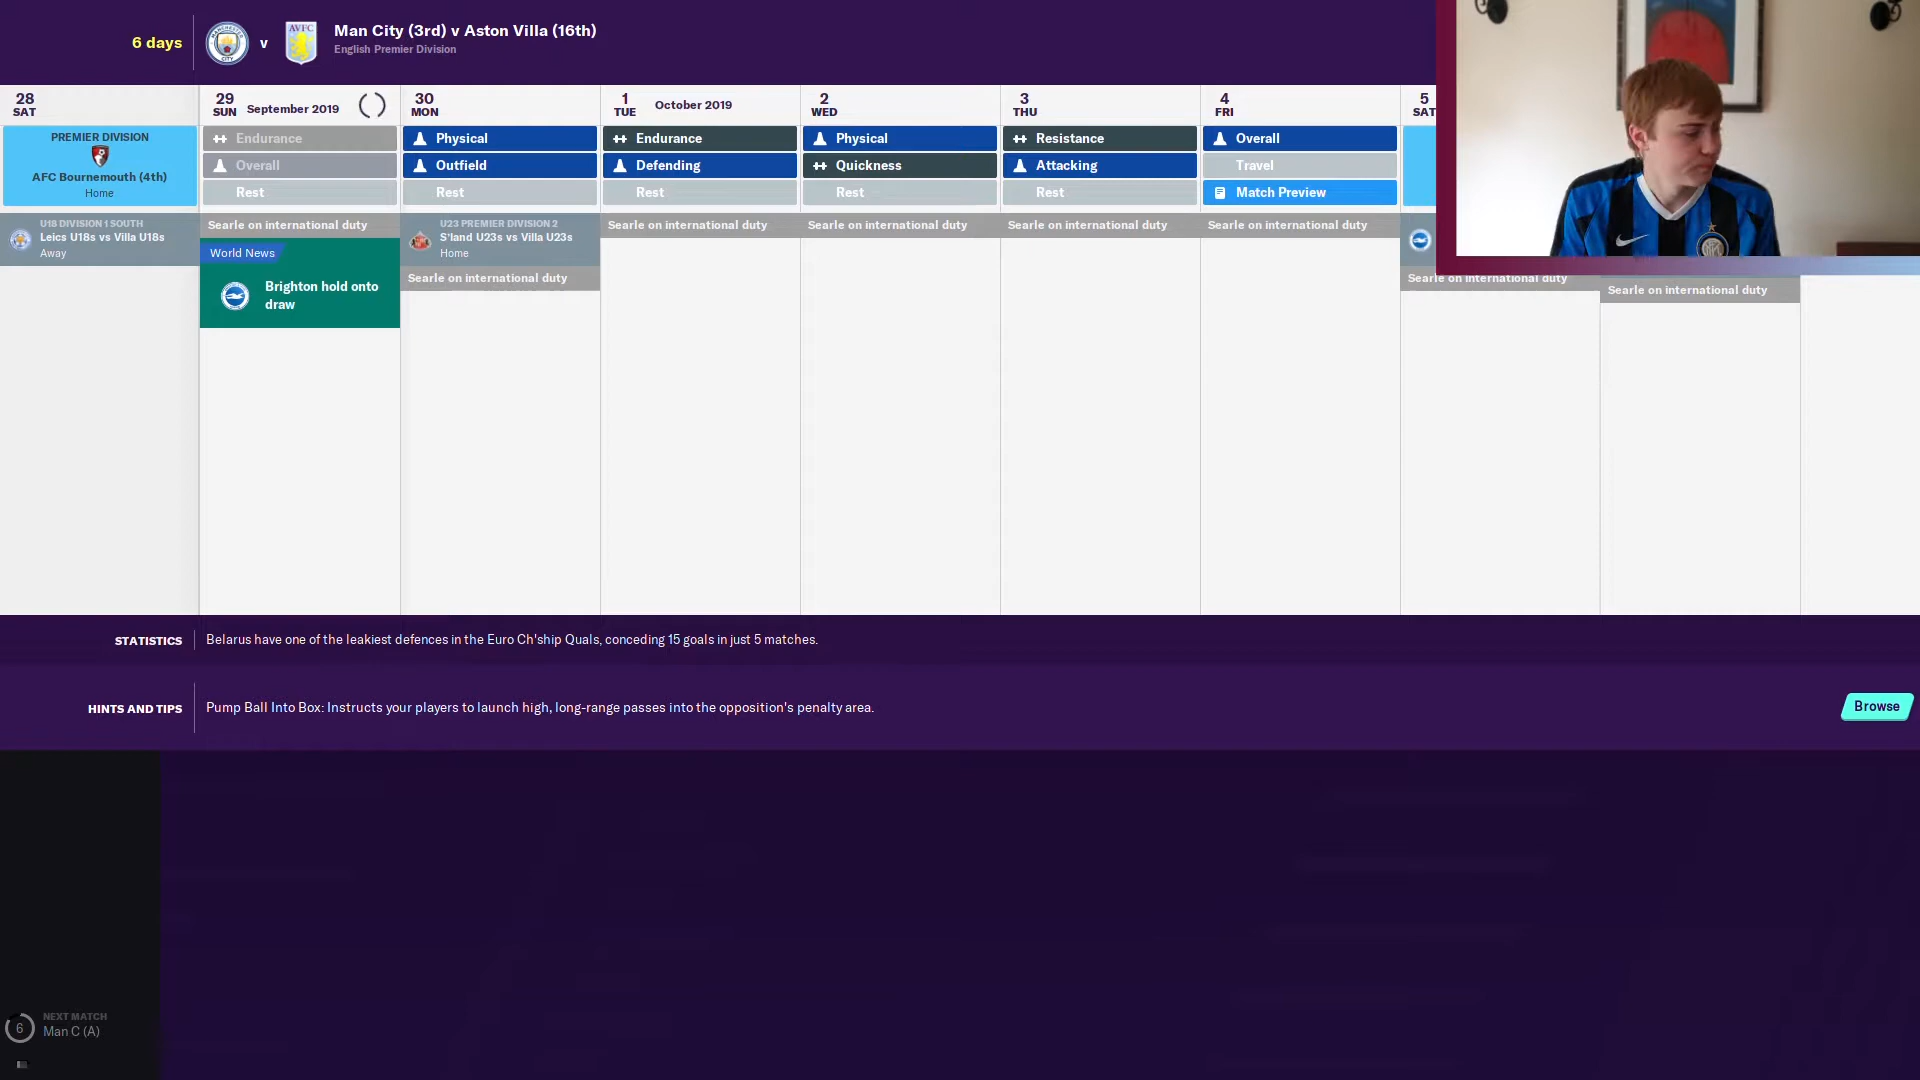 6 days
v
AVFC
Man City (3rd) v Aston Villa (16th)
English Premier Division
28
SAT
29
SUN
September 2019
30
MON
1
TUE
October 2019
2
WED
3
THU
4
FRI
5
SAT
PREMIER DIVISION
AFC Bournemouth (4th)
Home
Endurance
Overall
Rest
Physical
Outfield
Rest
Endurance
Defending
Rest
Physical
Quickness
Rest
Resistance
Attacking
Rest
Overall
Travel
Match Preview
U18 DIVISION 1 SOUTH
Leics U18s vs Villa U18s
Away
Searle on international duty
World News
Brighton hold onto
draw
U23 PREMIER DIVISION 2
S'land U23s vs Villa U23s
Home
Searle on international duty
Searle on international duty
Searle on international duty
Searle on international duty
Searle on international duty
Searle on international duty
Searle on international duty
STATISTICS
Belarus have one of the leakiest defences in the Euro Ch'ship Quals, conceding 15 goals in just 5 matches.
HINTS AND TIPS
Pump Ball Into Box: Instructs your players to launch high, long-range passes into the opposition's penalty area.
Browse
6
NEXT MATCH
Man C (A)